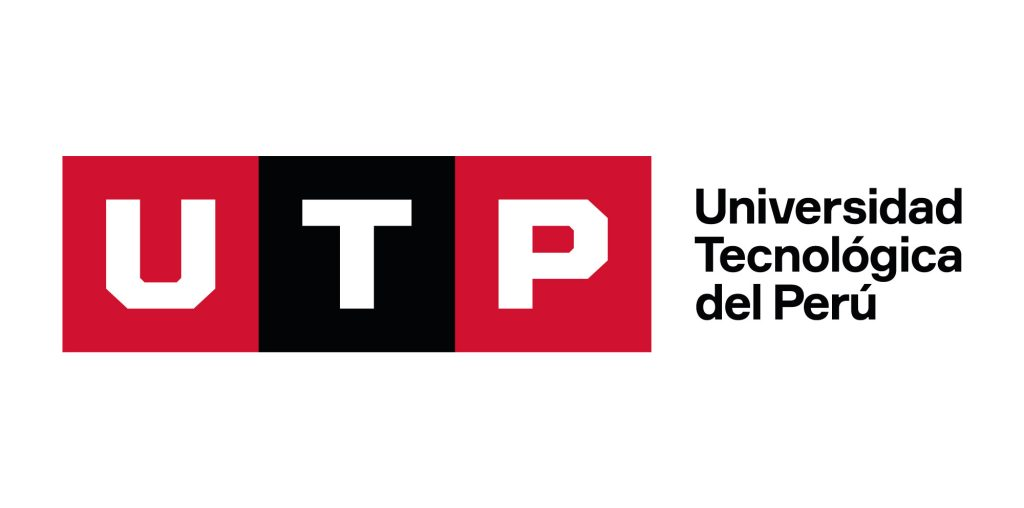 UTP
Universidad
Tecnológica
del Perú